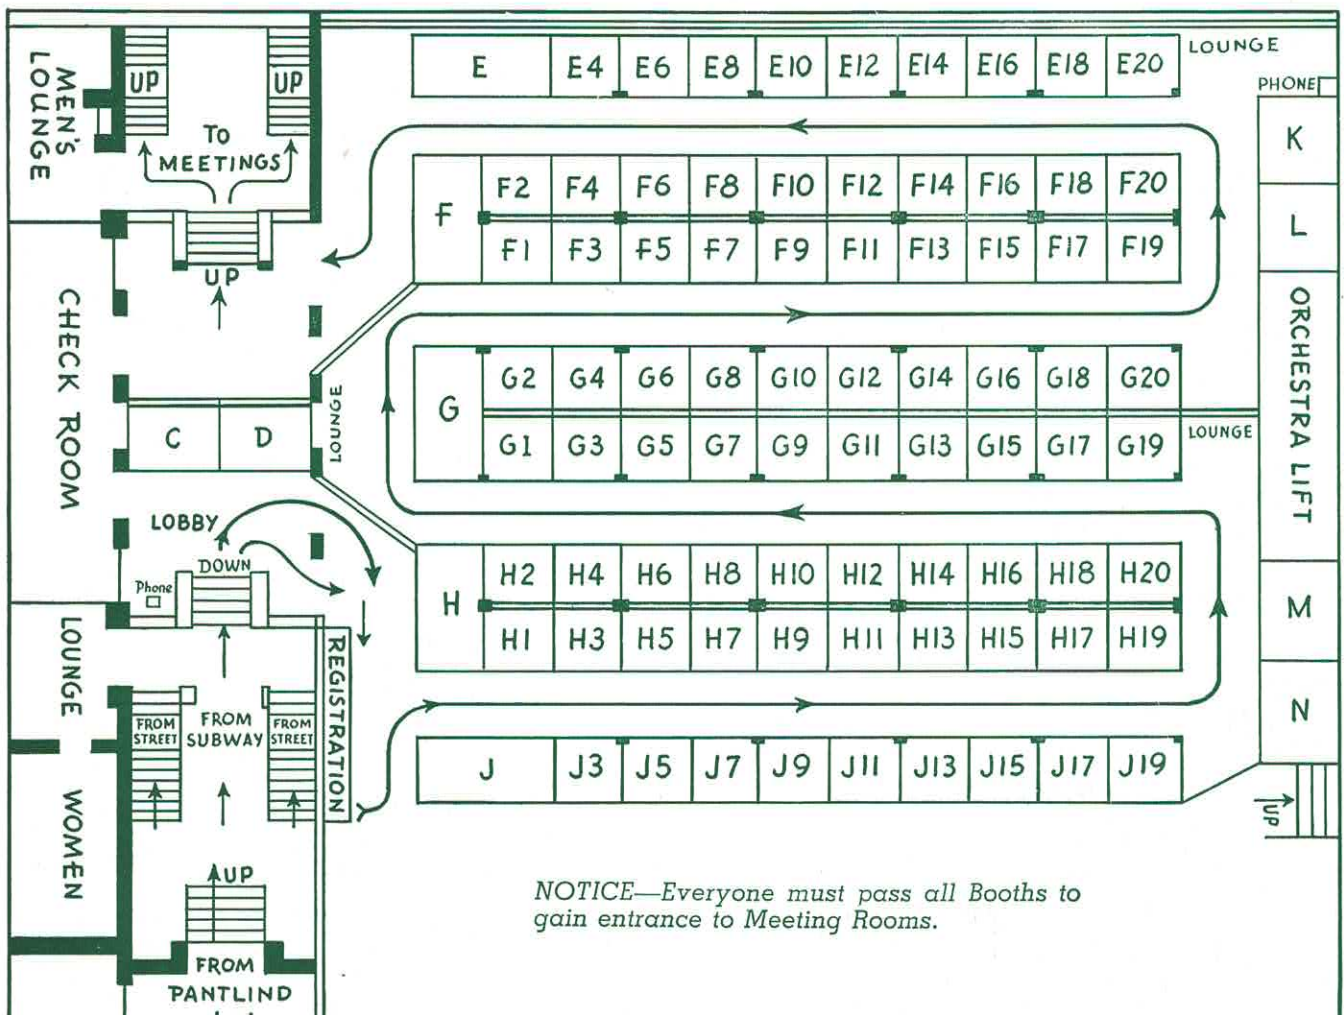 MEN'S
LOUNGE
UP
UP
TO
MEETINGS
UP
E E4 E6 E8 E10 E12 E14 E16 E18 E20
LOUNGE
PHONE
K
L
ORCHESTRA LIFT
M
N
UP
F
F2 F4 F6 F8 F10 F12 F14 F16 F18 F20
F1 F3 F5 F7 F9 F11 F13 F15 F17 F19
CHECK ROOM
C D
LOUNGE
G
G2 G4 G6 G8 G10 G12 G14 G16 G18 G20
G1 G3 G5 G7 G9 G11 G13 G15 G17 G19
LOUNGE
LOBBY
DOWN
Phone
H
H2 H4 H6 H8 H10 H12 H14 H16 H18 H20
H1 H3 H5 H7 H9 H11 H13 H15 H17 H19
REGISTRATION
LOUNGE
WOMEN
FROM
STREET
FROM
SUBWAY
FROM
STREET
J J3 J5 J7 J9 J11 J13 J15 J17 J19
UP
FROM
PANTLIND
NOTICE—Everyone must pass all Booths to
gain entrance to Meeting Rooms.